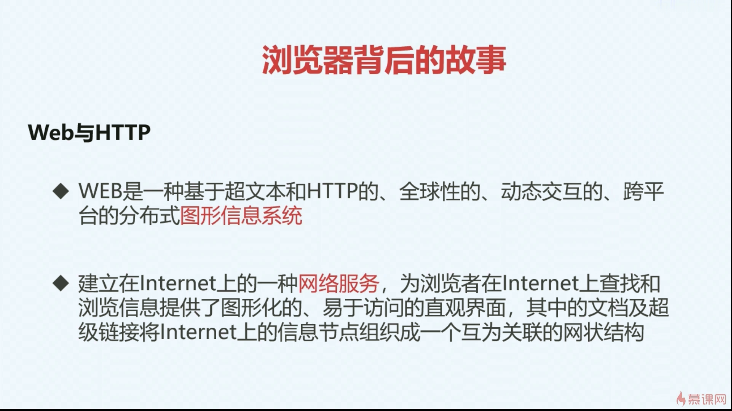 浏览器背后的故事
Web与HTTP
◆ WEB是一种基于超文本和HTTP的、全球性的、动态交互的、跨平
台的分布式图形信息系统
◆ 建立在Internet上的一种网络服务，为浏览者在Internet上查找和
浏览信息提供了图形化的、易于访问的直观界面，其中的文档及超
级链接将Internet上的信息节点组织成一个互为关联的网状结构
慕课网